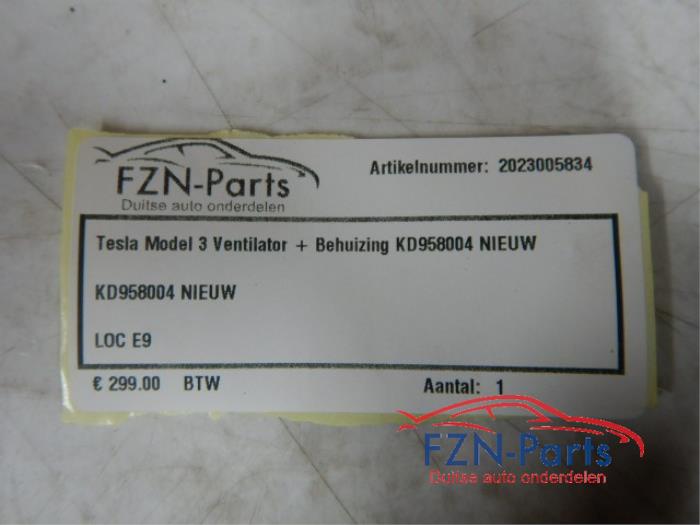 FZN-Parts
Duitse auto onderdelen
Artikelnummer: 2023005834
Tesla Model 3 Ventilator + Behuizing KD958004 NIEUW
KD958004 NIEUW
LOC E9
€ 299.00 BTW
Aantal: 1
FZN-Parts
Duitse auto onderdelen